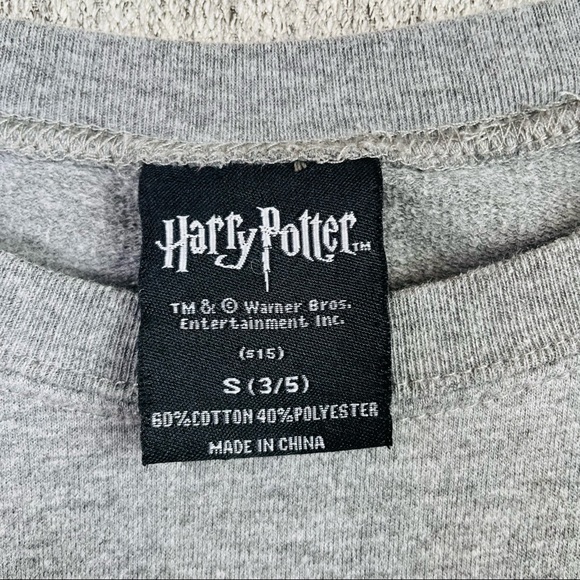 Harry Potter™
TM & © Warner Bros.
Entertainment Inc.
(s15)
S (3/5)
60%COTTON 40%POLYESTER
MADE IN CHINA